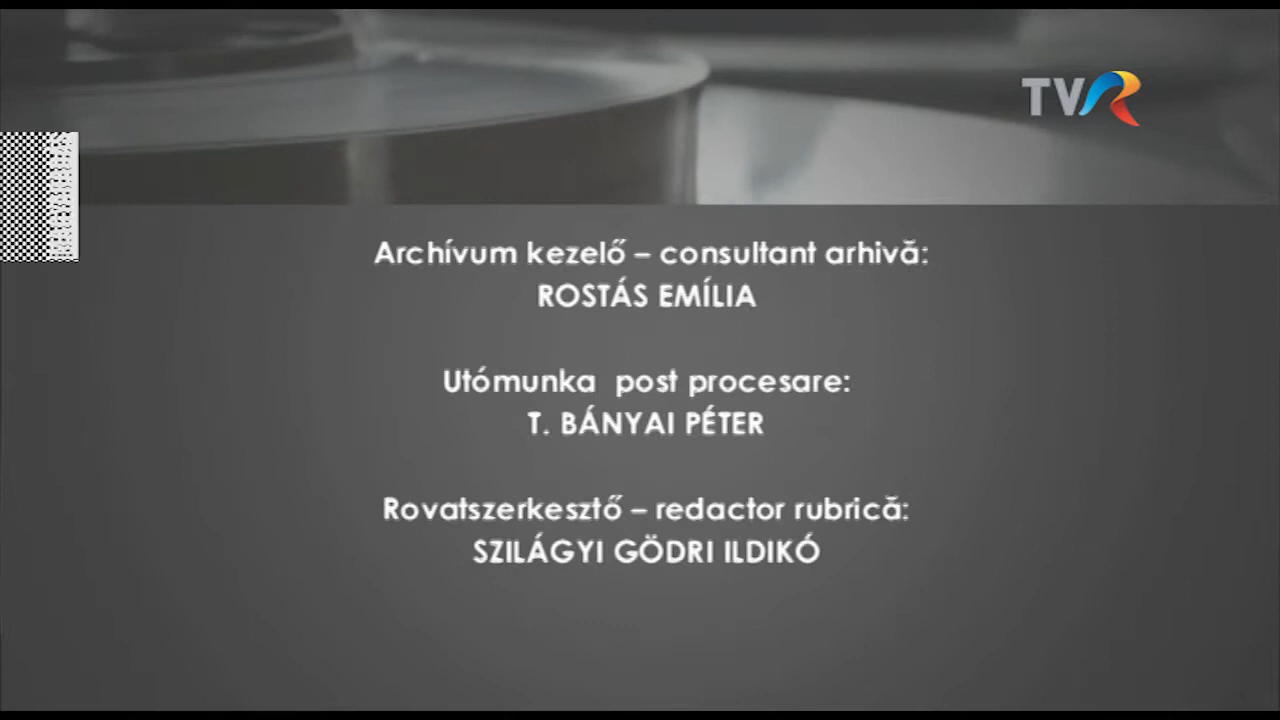 TVR
Archívum kezelő – consultant arhivă:
ROSTÁS EMÍLIA
Utómunka post procesare:
T. BÁNYAI PÉTER
Rovatszerkesztő – redactor rubrică:
SZILÁGYI GÖDRI ILDIKÓ